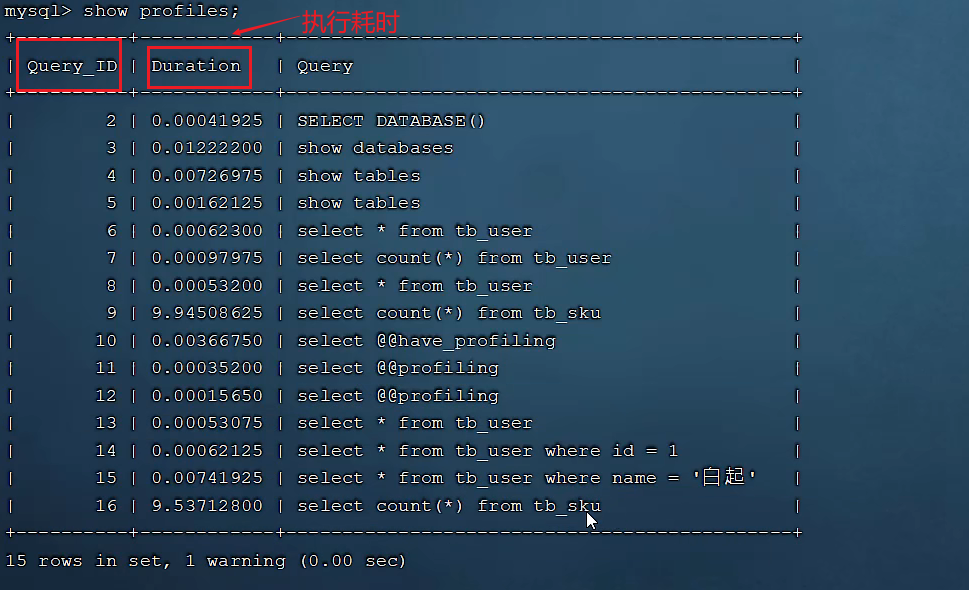 mysql> show profiles;
执行耗时
+----------+------------+---------------------------------------------+
| Query_ID | Duration   | Query                                       |
+----------+------------+---------------------------------------------+
|        2 | 0.00041925 | SELECT DATABASE()                           |
|        3 | 0.01222200 | show databases                              |
|        4 | 0.00726975 | show tables                                 |
|        5 | 0.00162125 | show tables                                 |
|        6 | 0.00062300 | select * from tb_user                       |
|        7 | 0.00097975 | select count(*) from tb_user                |
|        8 | 0.00053200 | select * from tb_user                       |
|        9 | 9.94508625 | select count(*) from tb_sku                 |
|       10 | 0.00366750 | select @@have_profiling                     |
|       11 | 0.00035200 | select @@profiling                          |
|       12 | 0.00015650 | select @@profiling                          |
|       13 | 0.00053075 | select * from tb_user                       |
|       14 | 0.00062125 | select * from tb_user where id = 1          |
|       15 | 0.00741925 | select * from tb_user where name = '白起'   |
|       16 | 9.53712800 | select count(*) from tb_sku                 |
+----------+------------+---------------------------------------------+
15 rows in set, 1 warning (0.00 sec)